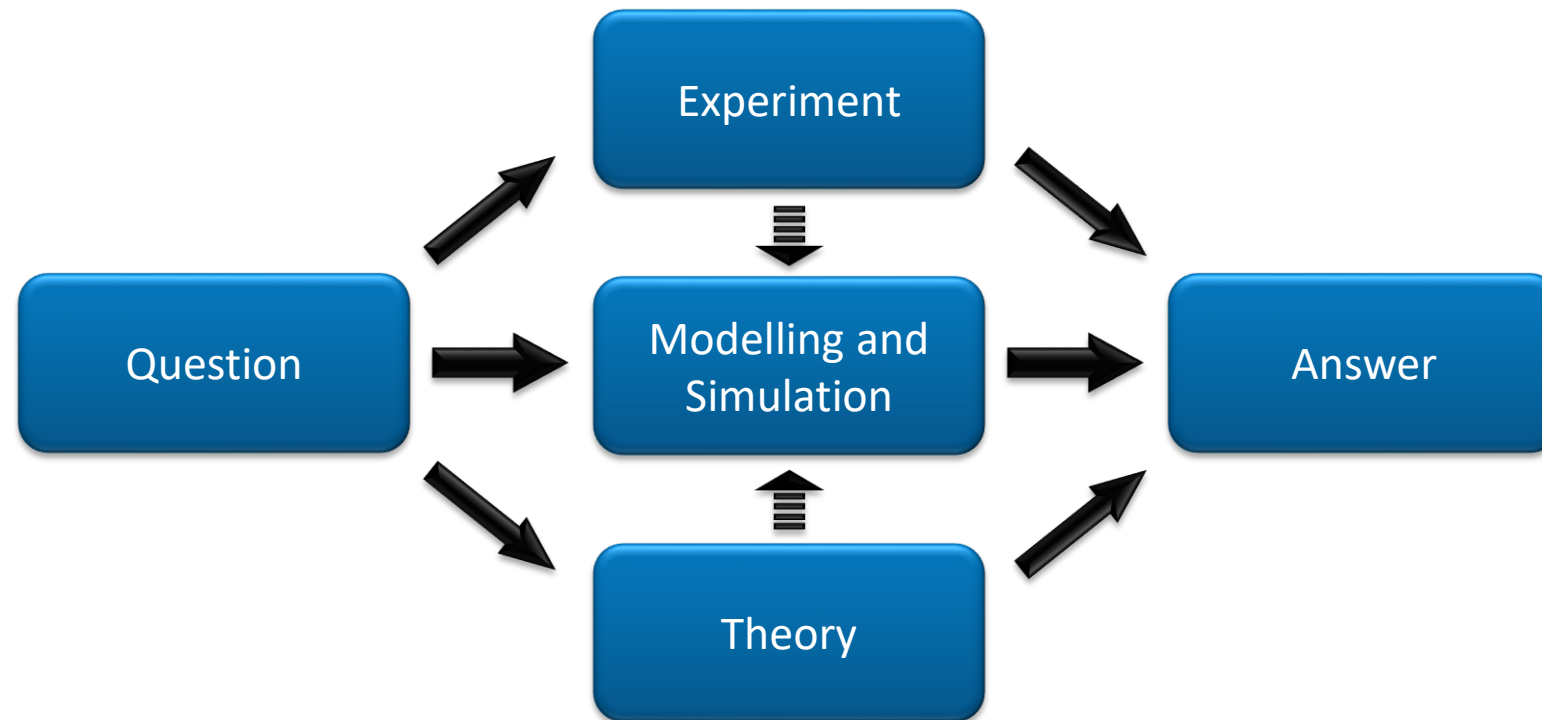 Experiment
Question
Modelling and
Simulation
Answer
Theory